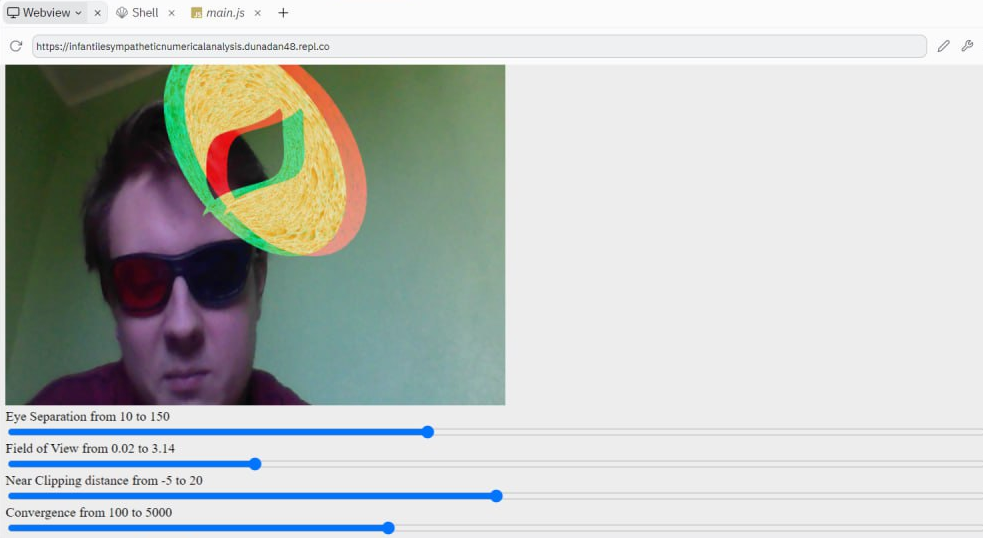 Webview
Shell
JS main.js
https://infantilesympatheticnumericalanalysis.dunadan48.repl.co
Eye Separation from 10 to 150
Field of View from 0.02 to 3.14
Near Clipping distance from -5 to 20
Convergence from 100 to 5000